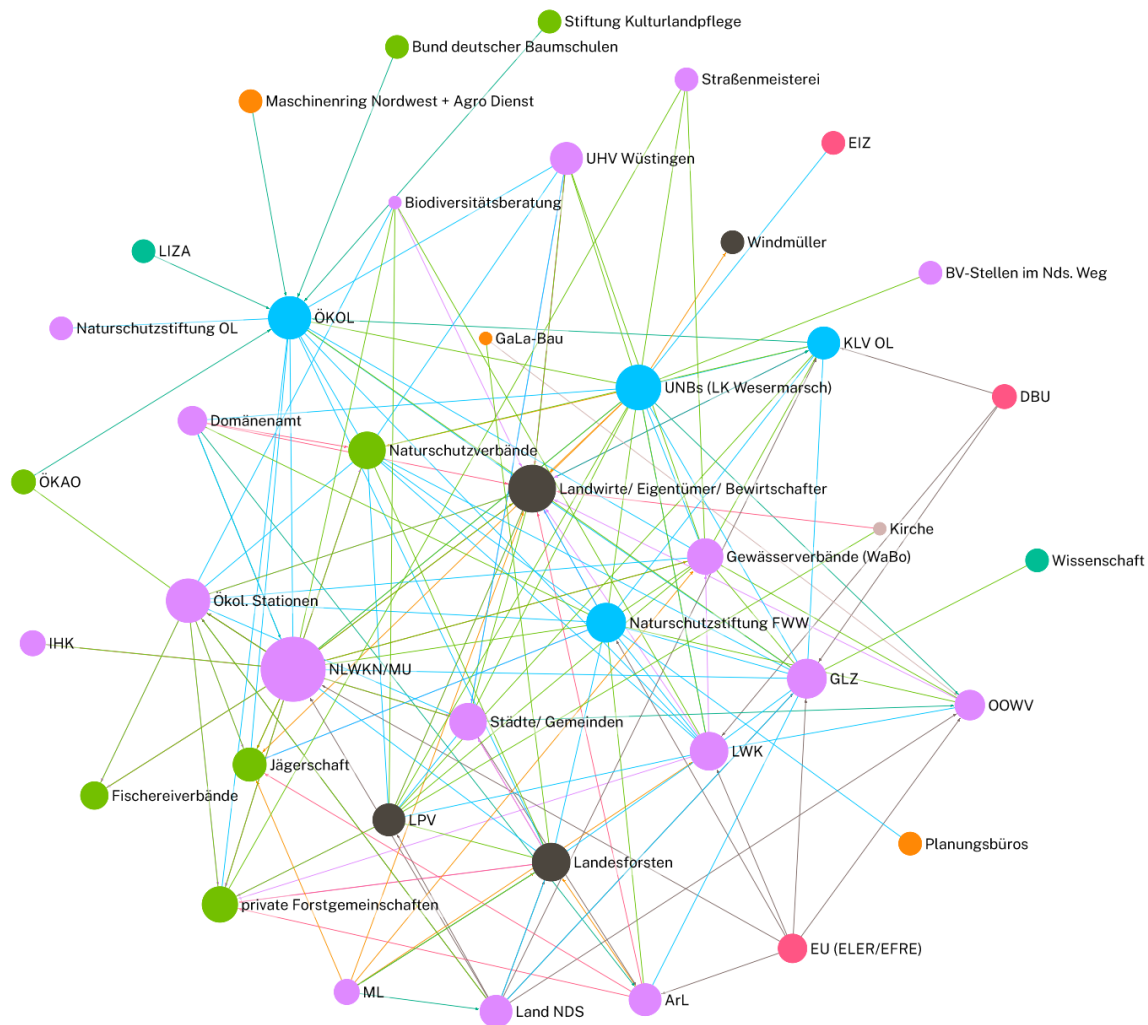 Stiftung Kulturlandpflege
Bund deutscher Baumschulen
Straßenmeisterei
Maschinenring Nordwest + Agro Dienst
EIZ
UHV Wüstingen
Biodiversitätsberatung
Windmüller
LIZA
BV-Stellen im Nds. Weg
ÖKOL
Naturschutzstiftung OL
GaLa-Bau
KLV OL
UNBs (LK Wesermarsch)
DBU
Domänenamt
Naturschutzverbände
ÖKAO
Landwirte/ Eigentümer/ Bewirtschafter
Kirche
Gewässerverbände (WaBo)
Wissenschaft
Ökol. Stationen
Naturschutzstiftung FWW
IHK
NLWKN/MU
GLZ
OOWV
Städte/ Gemeinden
LWK
Jägerschaft
Fischereiverbände
LPV
Planungsbüros
Landesforsten
private Forstgemeinschaften
EU (ELER/EFRE)
ML
ArL
Land NDS